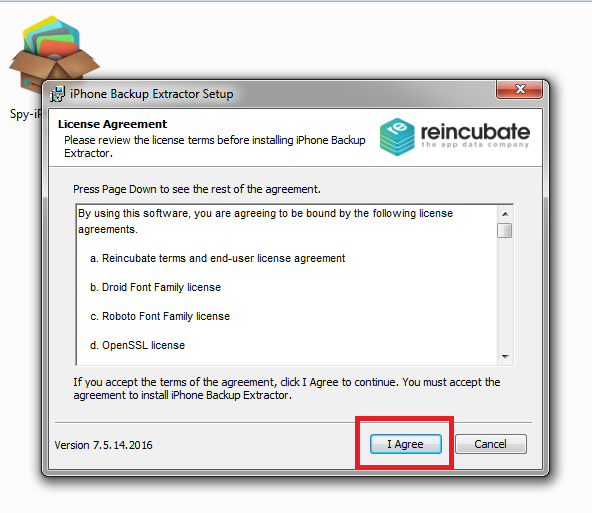 iPhone Backup Extractor Setup
License Agreement
Please review the license terms before installing iPhone Backup
Extractor.
re
reincubate
the app data company
Press Page Down to see the rest of the agreement.
By using this software, you are agreeing to be bound by the following license
agreements.
a. Reincubate terms and end-user license agreement
b. Droid Font Family license
c. Roboto Font Family license
d. OpenSSL license
If you accept the terms of the agreement, click I Agree to continue. You must accept the
agreement to install iPhone Backup Extractor.
Version 7.5.14.2016
I Agree
Cancel